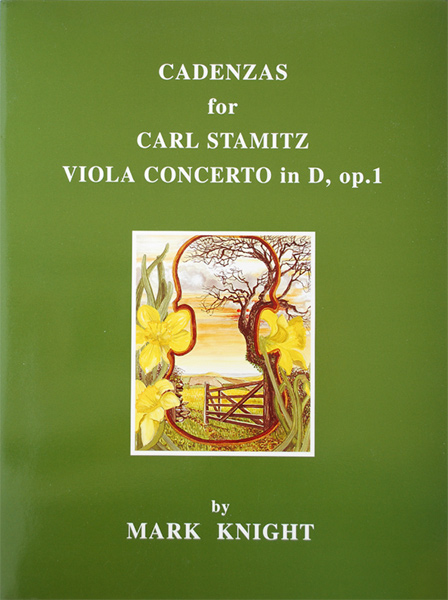 CADENZAS
for
CARL STAMITZ
VIOLA CONCERTO in D, op.1
by
MARK KNIGHT